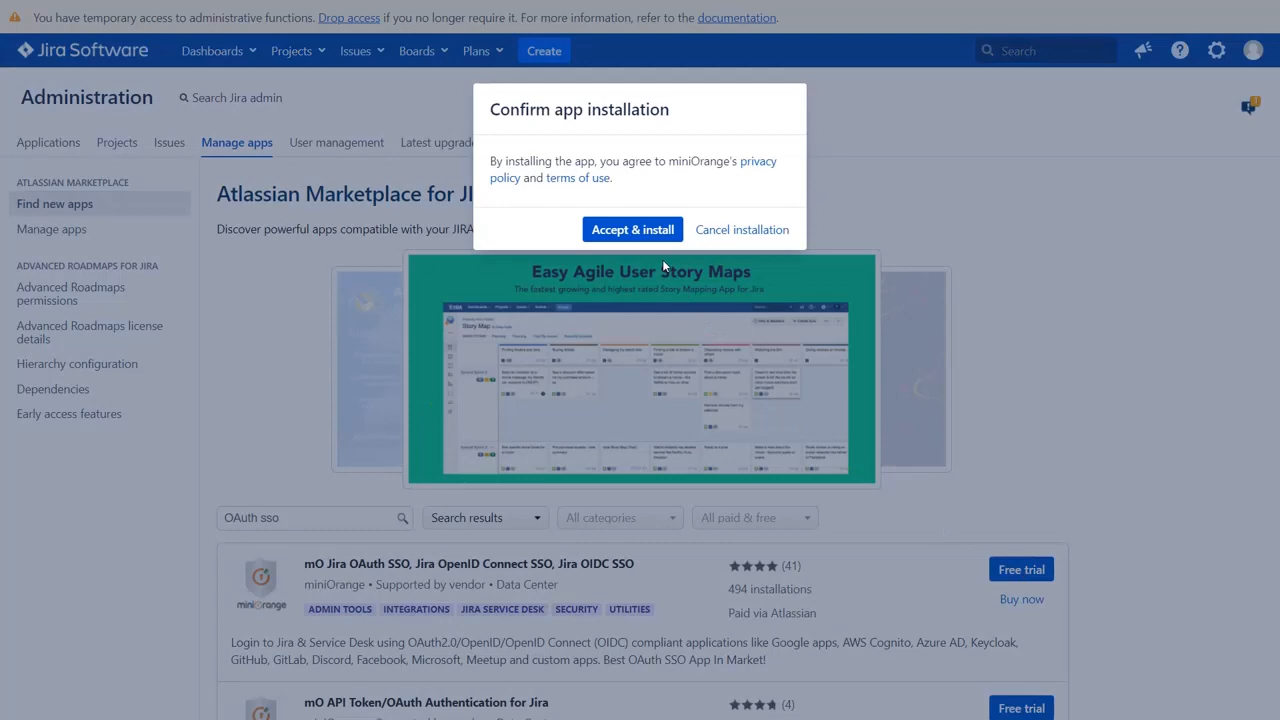 You have temporary access to administrative functions. Drop access if you no longer require it. For more information, refer to the documentation.
Jira Software Dashboards Projects Issues Boards Plans Create Search
Administration Search Jira admin
Applications Projects Issues Manage apps User management Latest upgrad
Confirm app installation
By installing the app, you agree to miniOrange's privacy
policy and terms of use.
Accept & install Cancel installation
ATLASSIAN MARKETPLACE
Find new apps
Manage apps
ADVANCED ROADMAPS FOR JIRA
Advanced Roadmaps
permissions
Advanced Roadmaps license
details
Hierarchy configuration
Dependencies
Early access features
Atlassian Marketplace for JI
Discover powerful apps compatible with your JIRA
Easy Agile User Story Maps
The fastest growing and highest rated Story Mapping App for Jira
Story Map
OAuth sso Search results All categories All paid & free
mO Jira OAuth SSO, Jira OpenID Connect SSO, Jira OIDC SSO
miniOrange • Supported by vendor • Data Center
ADMIN TOOLS INTEGRATIONS JIRA SERVICE DESK SECURITY UTILITIES
miniOrange
(41)
494 installations
Paid via Atlassian
Free trial
Buy now
Login to Jira & Service Desk using OAuth2.0/OpenID/OpenID Connect (OIDC) compliant applications like Google apps, AWS Cognito, Azure AD, Keycloak,
GitHub, GitLab, Discord, Facebook, Microsoft, Meetup and custom apps. Best OAuth SSO App In Market!
mO API Token/OAuth Authentication for Jira
(4)
Free trial